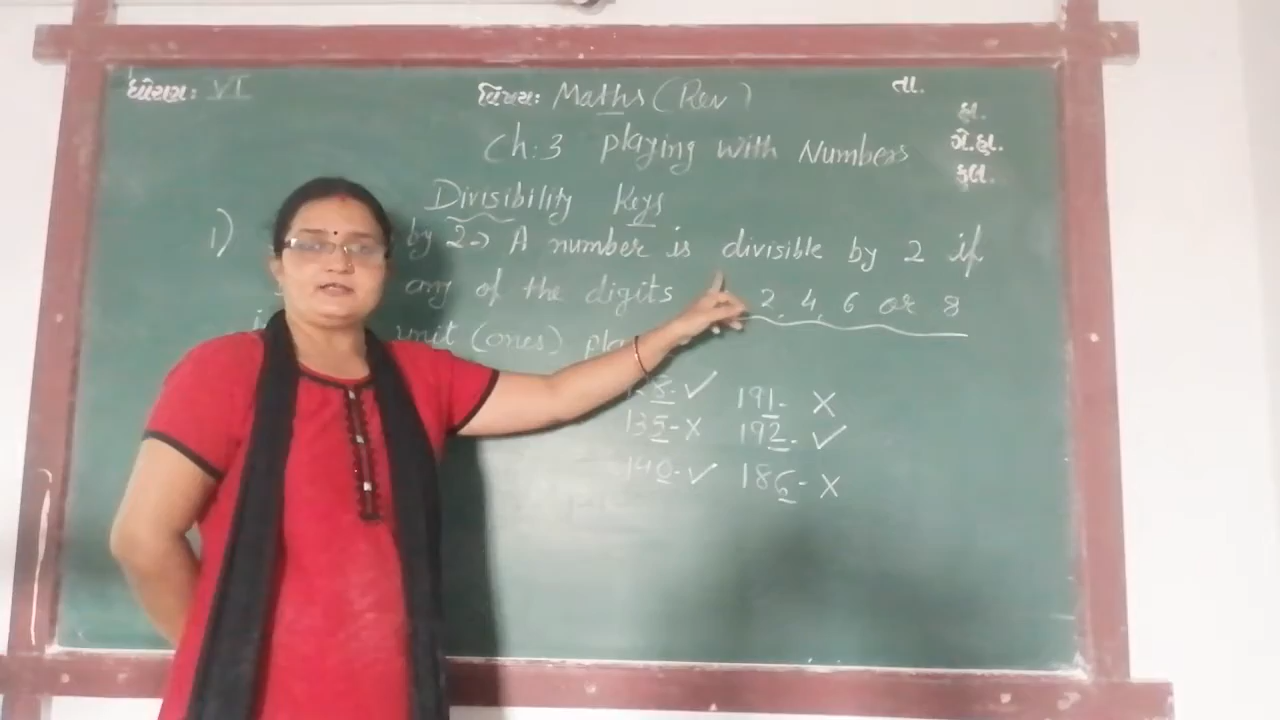 ધોરણ: VI વિષય: Maths (Rev) તા.
હા.
Ch:3 Playing with Numbers ગે.હા.
કુલ.
Divisibility Keys
1) by 2→ A number is divisible by 2 if
any of the digits 2, 4, 6 or 8
unit (ones)
8-✓ 191- X
135-X 192-✓
140-✓ 186- X